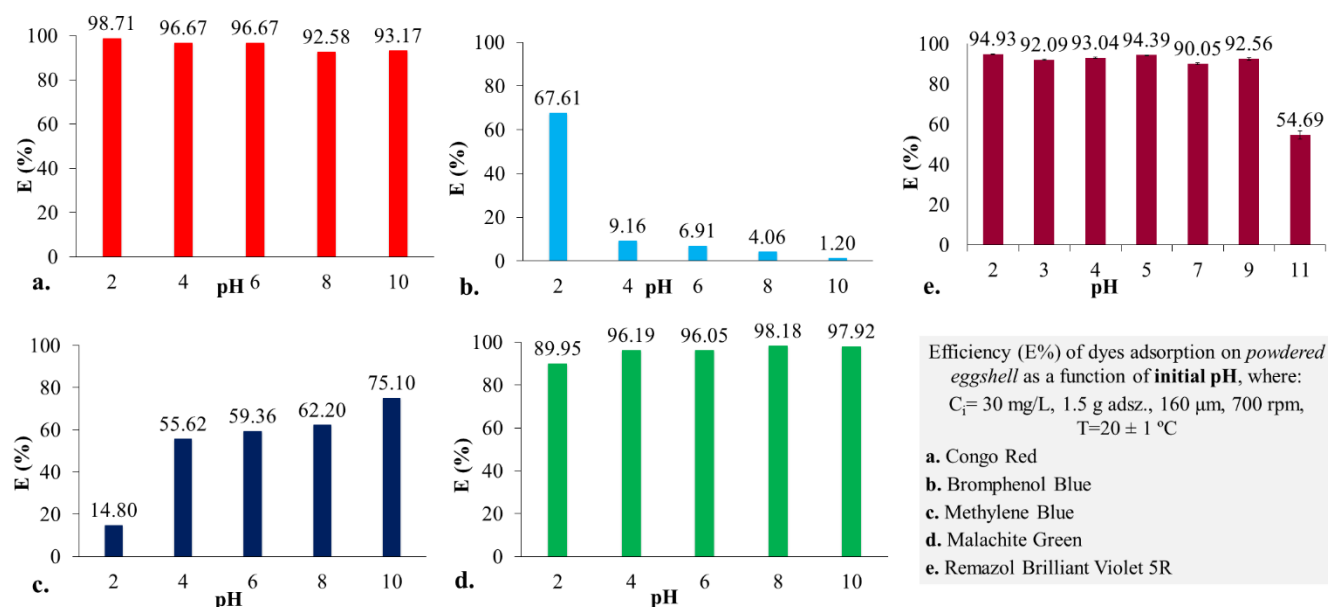 98.71
96.67
96.67
92.58
93.17
100
80
60
40
20
0
E (%)
2 4 6 8 10
a. pH
100
80
60
40
20
0
E (%)
67.61
9.16
6.91
4.06
1.20
2 4 6 8 10
b. pH
94.93
92.09
93.04
94.39
90.05
92.56
54.69
100
80
60
40
20
0
E (%)
2 3 4 5 7 9 11
e. pH
100
80
60
40
20
0
E (%)
14.80
55.62
59.36
62.20
75.10
2 4 6 8 10
c. pH
89.95
96.19
96.05
98.18
97.92
100
80
60
40
20
0
E (%)
2 4 6 8 10
d. pH
Efficiency (E%) of dyes adsorption on powdered
eggshell as a function of initial pH, where:
Ci= 30 mg/L, 1.5 g adsz., 160 μm, 700 rpm,
T=20 ± 1 ºC
a. Congo Red
b. Bromphenol Blue
c. Methylene Blue
d. Malachite Green
e. Remazol Brilliant Violet 5R